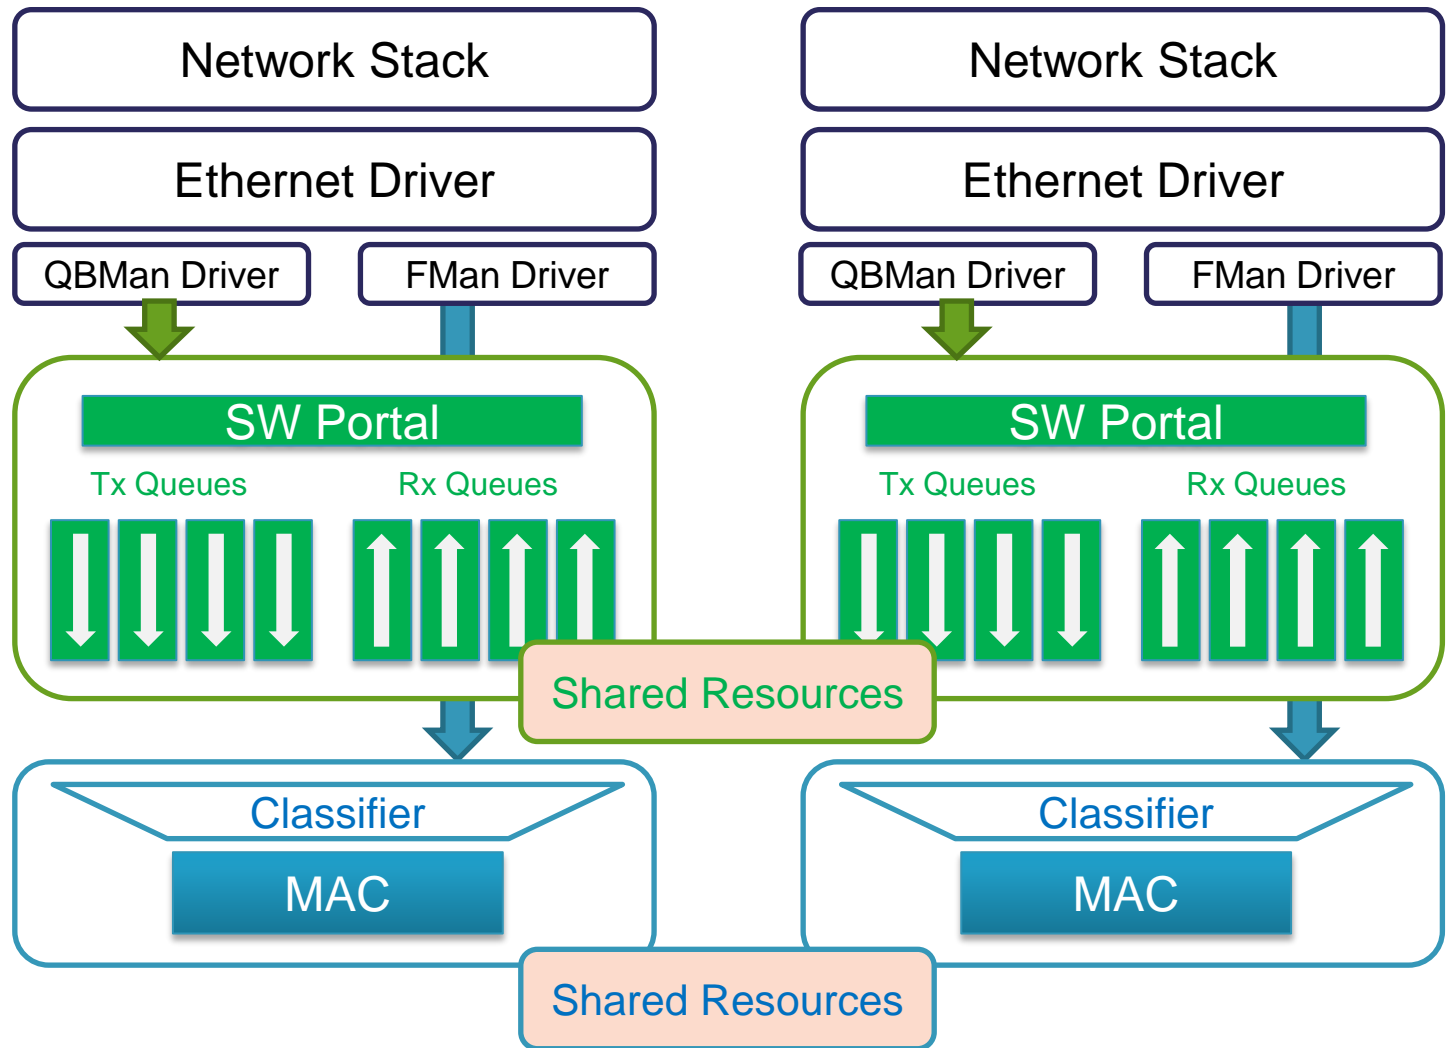 Network Stack
Network Stack
Ethernet Driver
Ethernet Driver
QBMan Driver
FMan Driver
QBMan Driver
FMan Driver
SW Portal
SW Portal
Tx Queues
Rx Queues
Tx Queues
Rx Queues
Shared Resources
Classifier
Classifier
MAC
MAC
Shared Resources